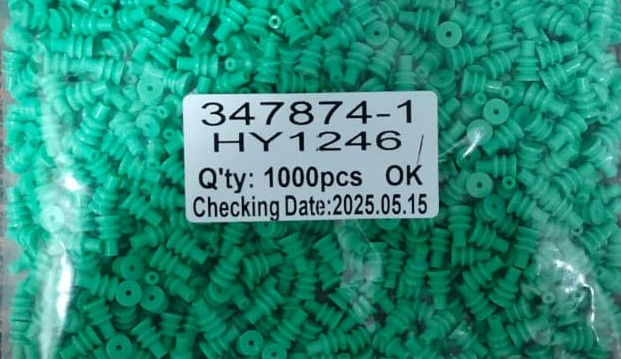 347874-1
HY1246
Q'ty: 1000pcs OK
Checking Date:2025.05.15